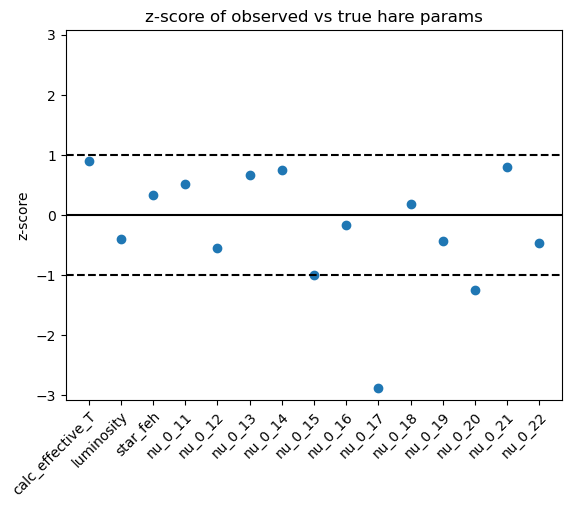 z-score of observed vs true hare params
3
2
1
0
−1
−2
−3
z-score
calc_effective_T
luminosity
star_feh
nu_0_11
nu_0_12
nu_0_13
nu_0_14
nu_0_15
nu_0_16
nu_0_17
nu_0_18
nu_0_19
nu_0_20
nu_0_21
nu_0_22